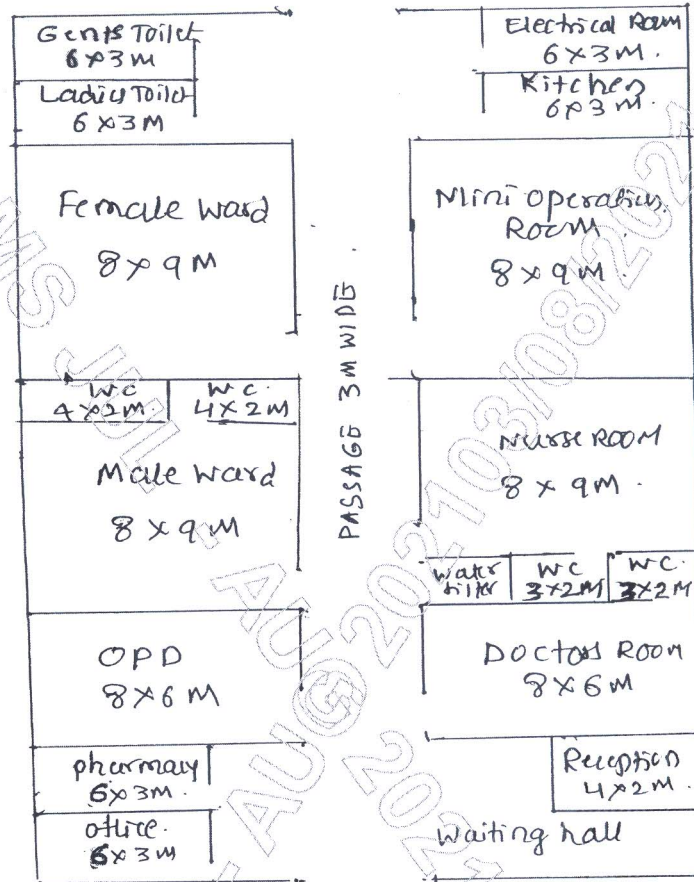 Gents Toilet
6×3M
Ladies Toilet
6×3M
Female ward
8×9M
WC
4×2M.
WC.
4×2M
Male ward
8×9M
OPD
8×6M
pharmacy
6×3M.
office.
6×3M
PASSAGE 3M WIDE
Electrical Room
6×3M.
Kitchen
6×3M.
Mini operation
Room
8×9M.
Nurse ROOM
8×9M.
water
filter
WC
3×2M
WC.
3×2M
Doctors Room
8×6M
Reception
4×2M.
Waiting hall